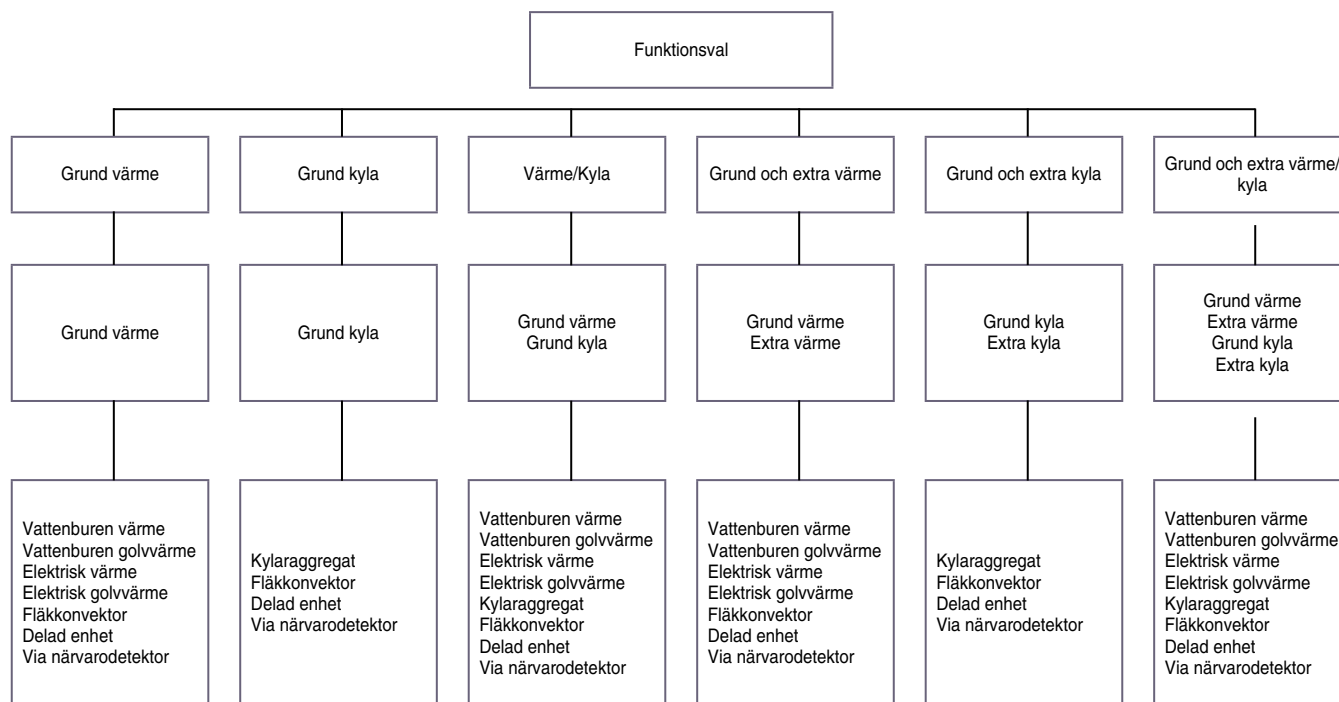 Funktionsval
Grund värme
Grund kyla
Värme/Kyla
Grund och extra värme
Grund och extra kyla
Grund och extra värme/
kyla
Grund värme
Grund kyla
Grund värme
Grund kyla
Grund värme
Extra värme
Grund kyla
Extra kyla
Grund värme
Extra värme
Grund kyla
Extra kyla
Vattenburen värme
Vattenburen golvvärme
Elektrisk värme
Elektrisk golvvärme
Fläkkonvektor
Delad enhet
Via närvarodetektor
Kylaraggregat
Fläkkonvektor
Delad enhet
Via närvarodetektor
Vattenburen värme
Vattenburen golvvärme
Elektrisk värme
Elektrisk golvvärme
Kylaraggregat
Fläkkonvektor
Delad enhet
Via närvarodetektor
Vattenburen värme
Vattenburen golvvärme
Elektrisk värme
Elektrisk golvvärme
Fläkkonvektor
Delad enhet
Via närvarodetektor
Kylaraggregat
Fläkkonvektor
Delad enhet
Via närvarodetektor
Vattenburen värme
Vattenburen golvvärme
Elektrisk värme
Elektrisk golvvärme
Kylaraggregat
Fläkkonvektor
Delad enhet
Via närvarodetektor